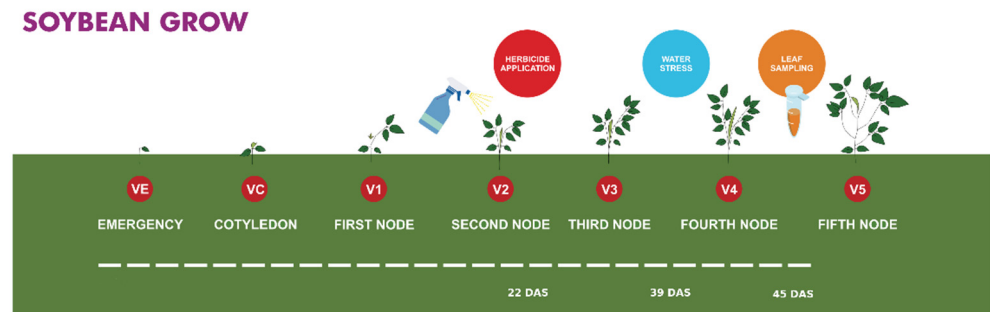 SOYBEAN GROW
HERBICIDE
APPLICATION
WATER
STRESS
LEAF
SAMPLING
VE
VC
V1
V2
V3
V4
V5
EMERGENCY
COTYLEDON
FIRST NODE
SECOND NODE
THIRD NODE
FOURTH NODE
FIFTH NODE
22 DAS
39 DAS
45 DAS